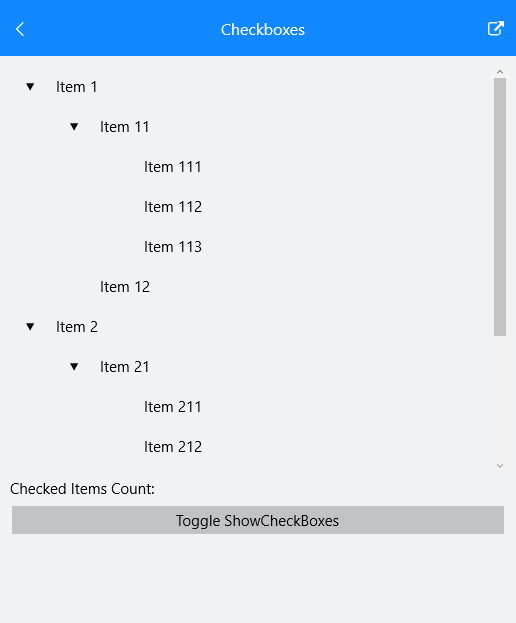 Checkboxes
Item 1
Item 11
Item 111
Item 112
Item 113
Item 12
Item 2
Item 21
Item 211
Item 212
Checked Items Count:
Toggle ShowCheckBoxes